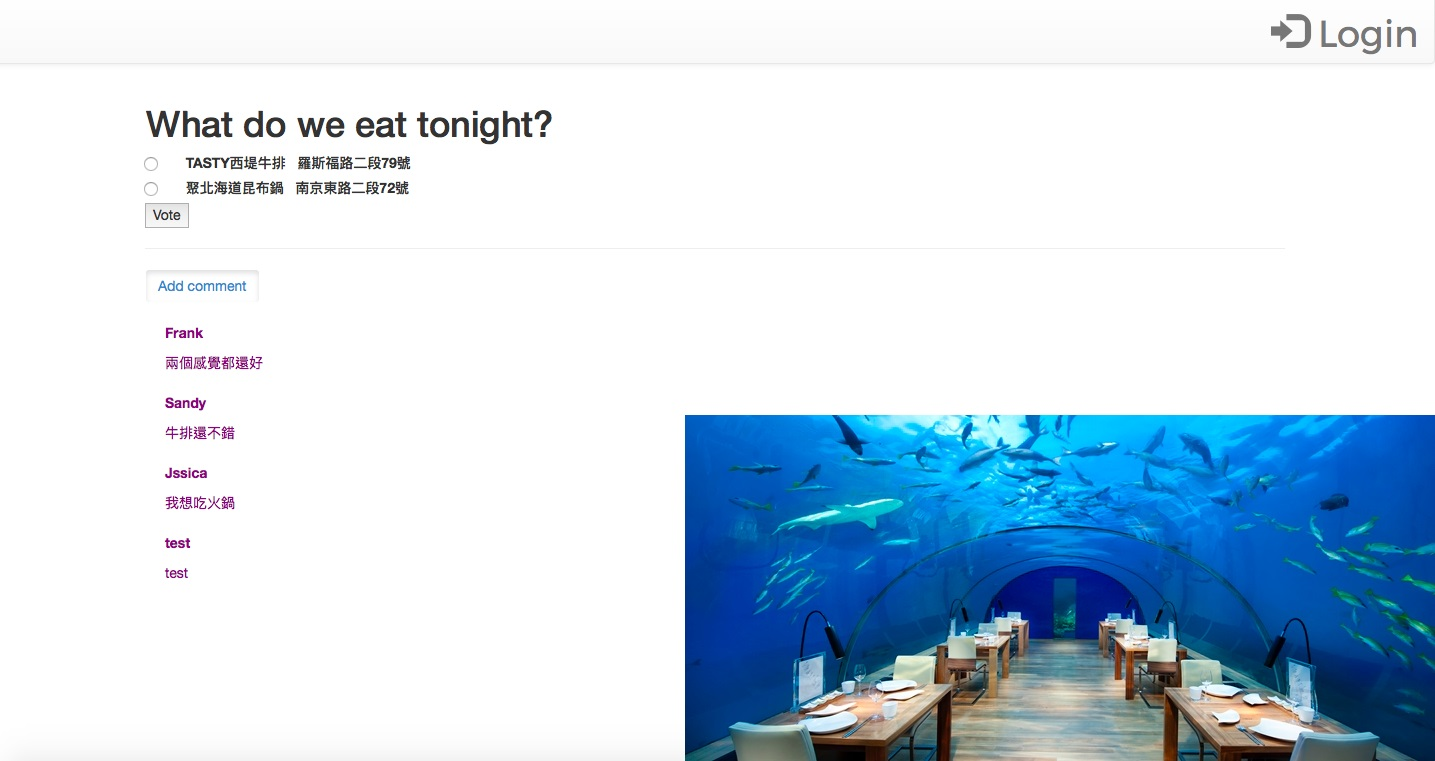 Login
What do we eat tonight?
TASTY西堤牛排 羅斯福路二段79號
聚北海道昆布鍋 南京東路二段72號
Vote
Add comment
Frank
兩個感覺都還好
Sandy
牛排還不錯
Jssica
我想吃火鍋
test
test